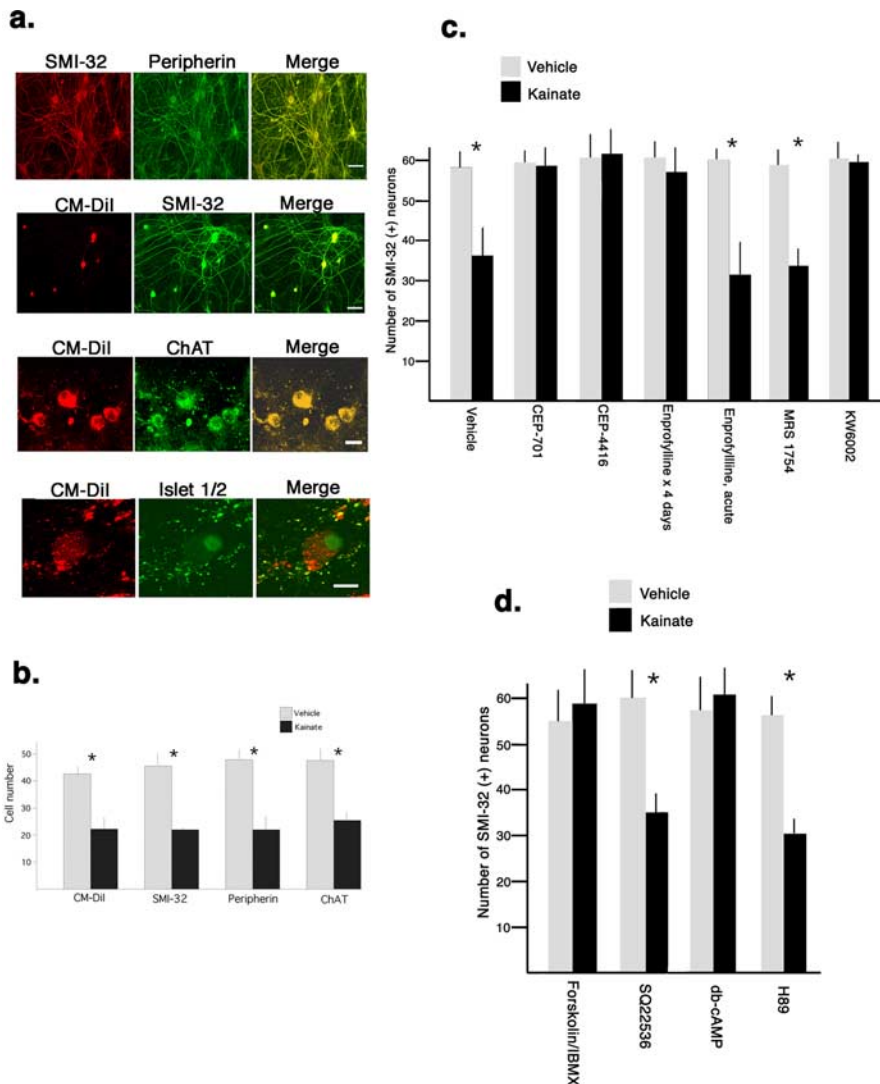 a.
SMI-32 Peripherin Merge
CM-DiI SMI-32 Merge
CM-DiI ChAT Merge
CM-DiI Islet 1/2 Merge
b.
Vehicle
Kainate
Cell number
50
40
30
20
10
CM-DiI SMI-32 Peripherin ChAT
* * * *
c.
Vehicle
Kainate
* * *
Number of SMI-32 (+) neurons
60
50
40
30
20
10
Vehicle
CEP-701
CEP-4416
Enprofylline x 4 days
Enprofylline, acute
MRS 1754
KW6002
d.
Vehicle
Kainate
* *
Number of SMI-32 (+) neurons
60
50
40
30
20
10
Forskolin/IBMX
SQ22536
db-cAMP
H89